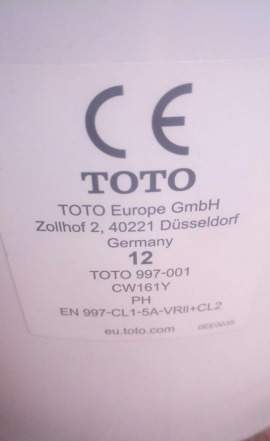 CE
TOTO
TOTO Europe GmbH
Zollhof 2, 40221 Düsseldorf
Germany
12
TOTO 997-001
CW161Y
PH
EN 997-CL1-5A-VRII+CL2
eu.toto.com